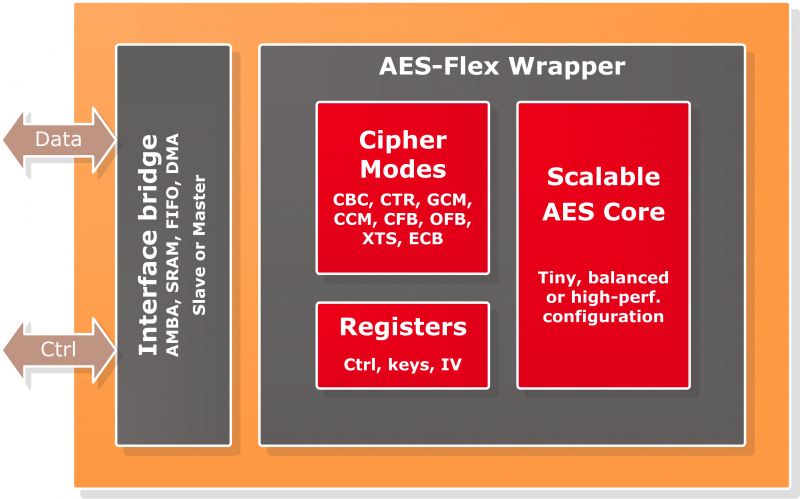 Data
Ctrl
Interface bridge
AMBA, SRAM, FIFO, DMA
Slave or Master
AES-Flex Wrapper
Cipher
Modes
CBC, CTR, GCM,
CCM, CFB, OFB,
XTS, ECB
Registers
Ctrl, keys, IV
Scalable
AES Core
Tiny, balanced
or high-perf.
configuration